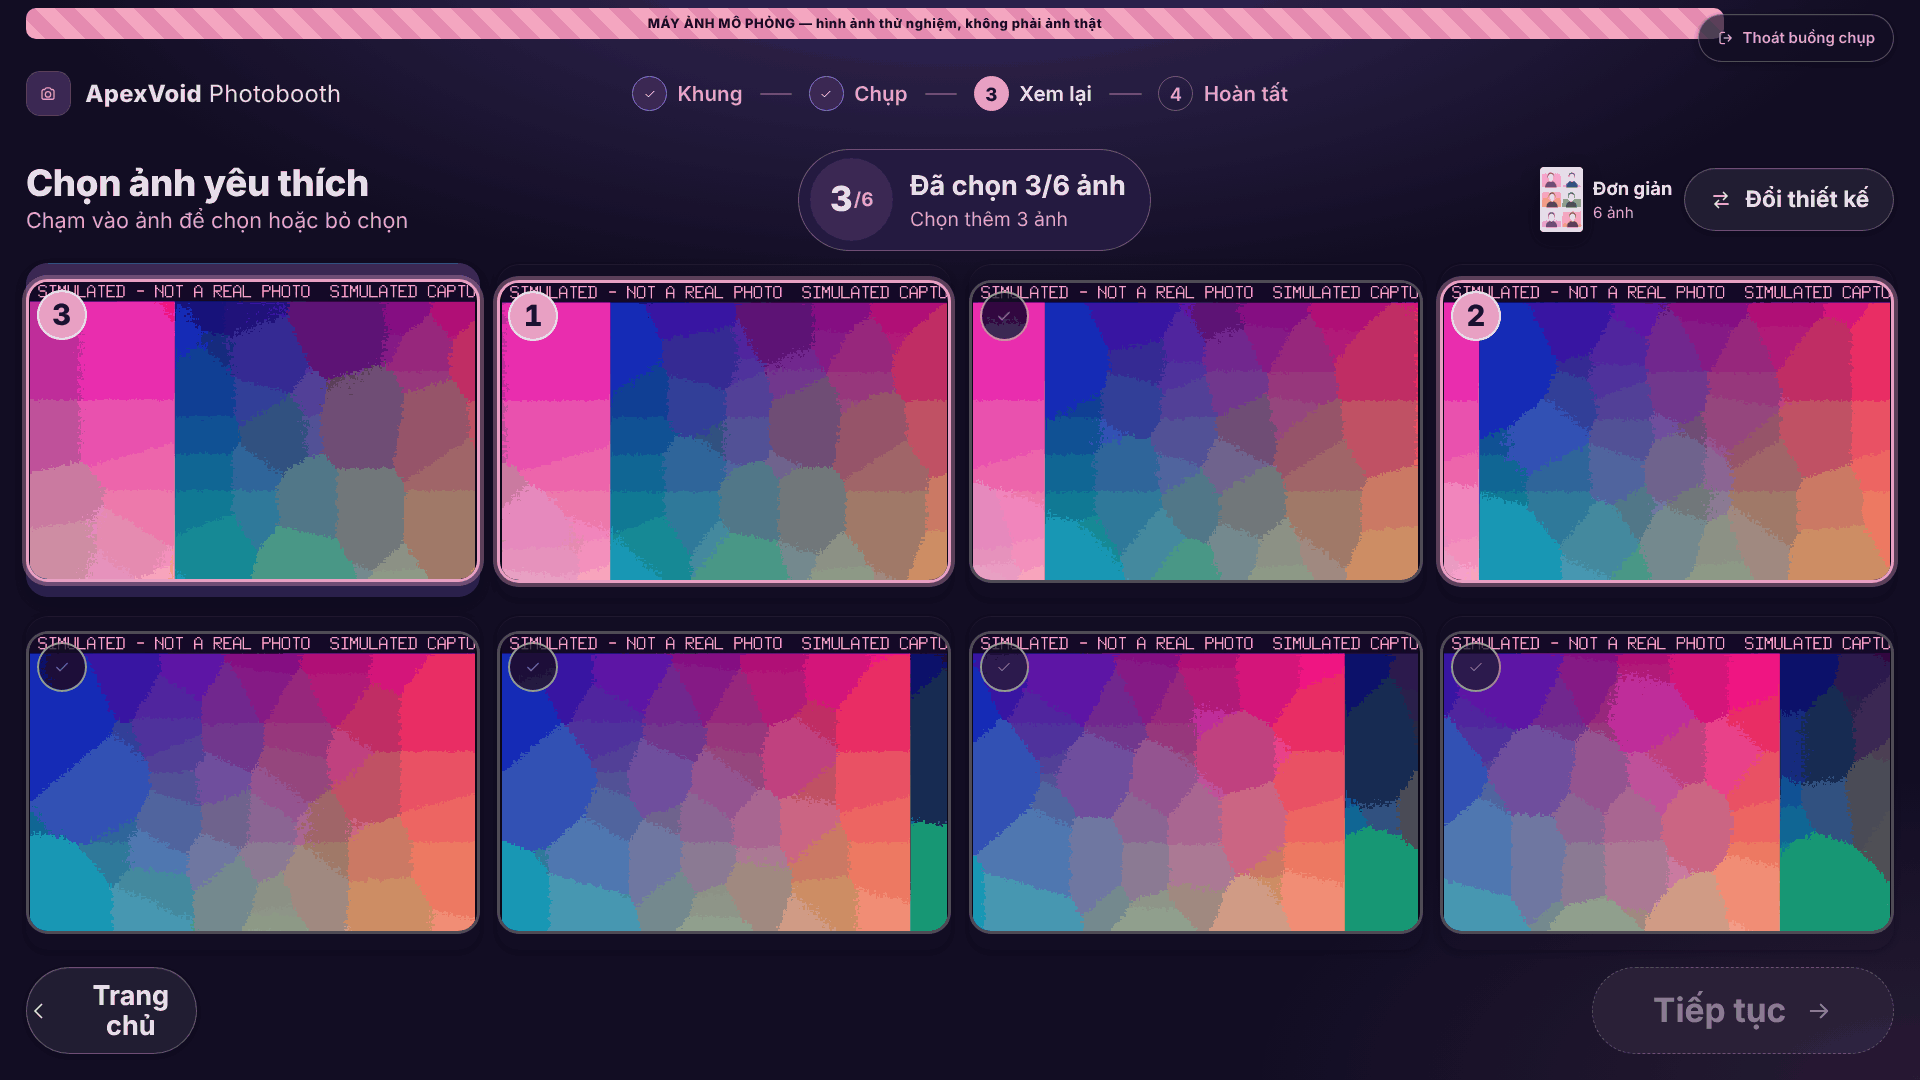 MÁY ẢNH MÔ PHỎNG — hình ảnh thử nghiệm, không phải ảnh thật
Thoát buồng chụp
ApexVoid Photobooth
Khung
Chụp
3 Xem lại
4 Hoàn tất
Chọn ảnh yêu thích
Chạm vào ảnh để chọn hoặc bỏ chọn
3/6
Đã chọn 3/6 ảnh
Chọn thêm 3 ảnh
Đơn giản
6 ảnh
Đổi thiết kế
SIMULATED - NOT A REAL PHOTO SIMULATED CAPTU
3
SIMULATED - NOT A REAL PHOTO SIMULATED CAPTU
1
SIMULATED - NOT A REAL PHOTO SIMULATED CAPTU
SIMULATED - NOT A REAL PHOTO SIMULATED CAPTU
2
SIMULATED - NOT A REAL PHOTO SIMULATED CAPTU
SIMULATED - NOT A REAL PHOTO SIMULATED CAPTU
SIMULATED - NOT A REAL PHOTO SIMULATED CAPTU
SIMULATED - NOT A REAL PHOTO SIMULATED CAPTU
Trang
chủ
Tiếp tục